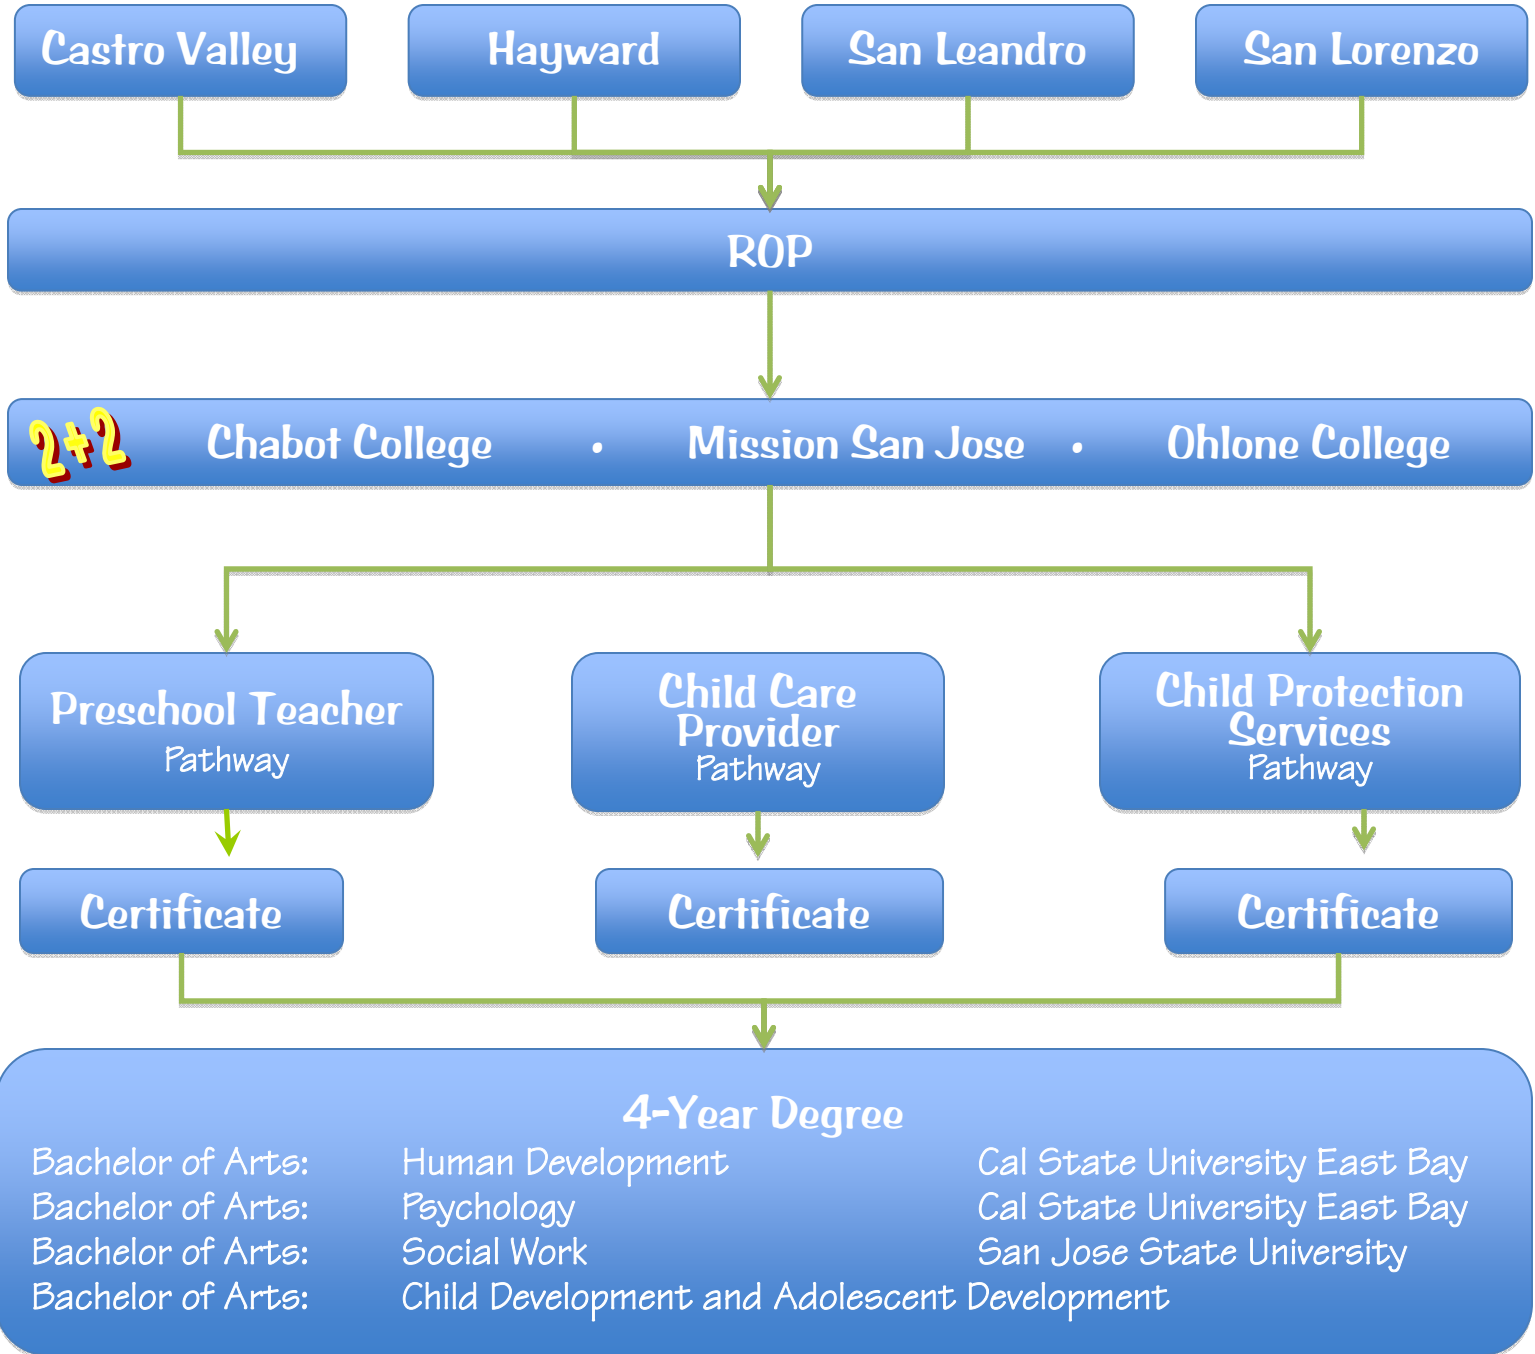 Castro Valley
Hayward
San Leandro
San Lorenzo
ROP
2+2
Chabot College • Mission San Jose • Ohlone College
Preschool Teacher
Pathway
Child Care
Provider
Pathway
Child Protection
Services
Pathway
Certificate
Certificate
Certificate
4-Year Degree
Bachelor of Arts: Human Development Cal State University East Bay
Bachelor of Arts: Psychology Cal State University East Bay
Bachelor of Arts: Social Work San Jose State University
Bachelor of Arts: Child Development and Adolescent Development